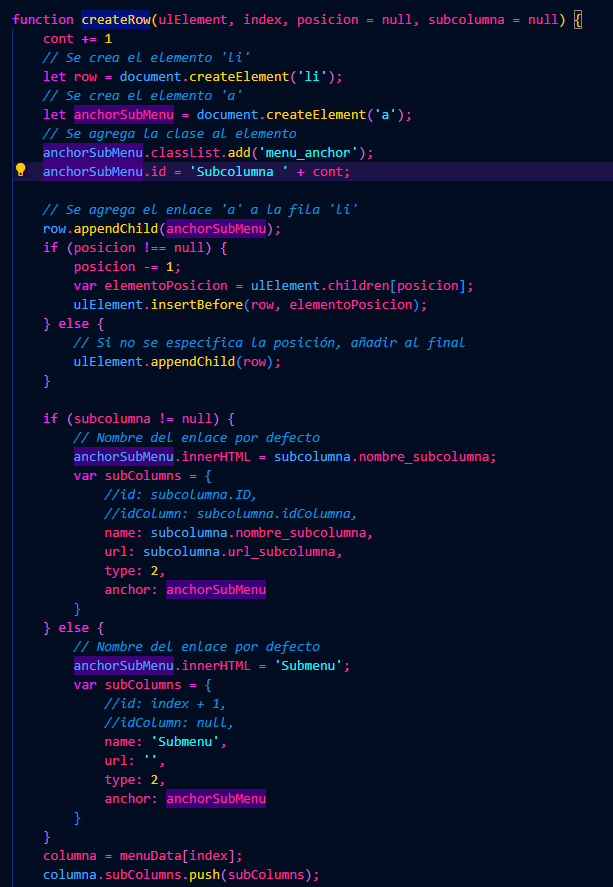 function createRow(ulElement, index, posicion = null, subcolumna = null) {
    cont += 1
    // Se crea el elemento 'li'
    let row = document.createElement('li');
    // Se crea el elemento 'a'
    let anchorSubMenu = document.createElement('a');
    // Se agrega la clase al elemento
    anchorSubMenu.classList.add('menu_anchor');
    anchorSubMenu.id = 'Subcolumna ' + cont;

    // Se agrega el enlace 'a' a la fila 'li'
    row.appendChild(anchorSubMenu);
    if (posicion !== null) {
        posicion -= 1;
        var elementoPosicion = ulElement.children[posicion];
        ulElement.insertBefore(row, elementoPosicion);
    } else {
        // Si no se especifica la posición, añadir al final
        ulElement.appendChild(row);
    }

    if (subcolumna != null) {
        // Nombre del enlace por defecto
        anchorSubMenu.innerHTML = subcolumna.nombre_subcolumna;
        var subColumns = {
            //id: subcolumna.ID,
            //idColumn: subcolumna.idColumna,
            name: subcolumna.nombre_subcolumna,
            url: subcolumna.url_subcolumna,
            type: 2,
            anchor: anchorSubMenu
        }
    } else {
        // Nombre del enlace por defecto
        anchorSubMenu.innerHTML = 'Submenu';
        var subColumns = {
            //id: index + 1,
            //idColumn: null,
            name: 'Submenu',
            url: '',
            type: 2,
            anchor: anchorSubMenu
        }
    }
    columna = menuData[index];
    columna.subColumns.push(subColumns);